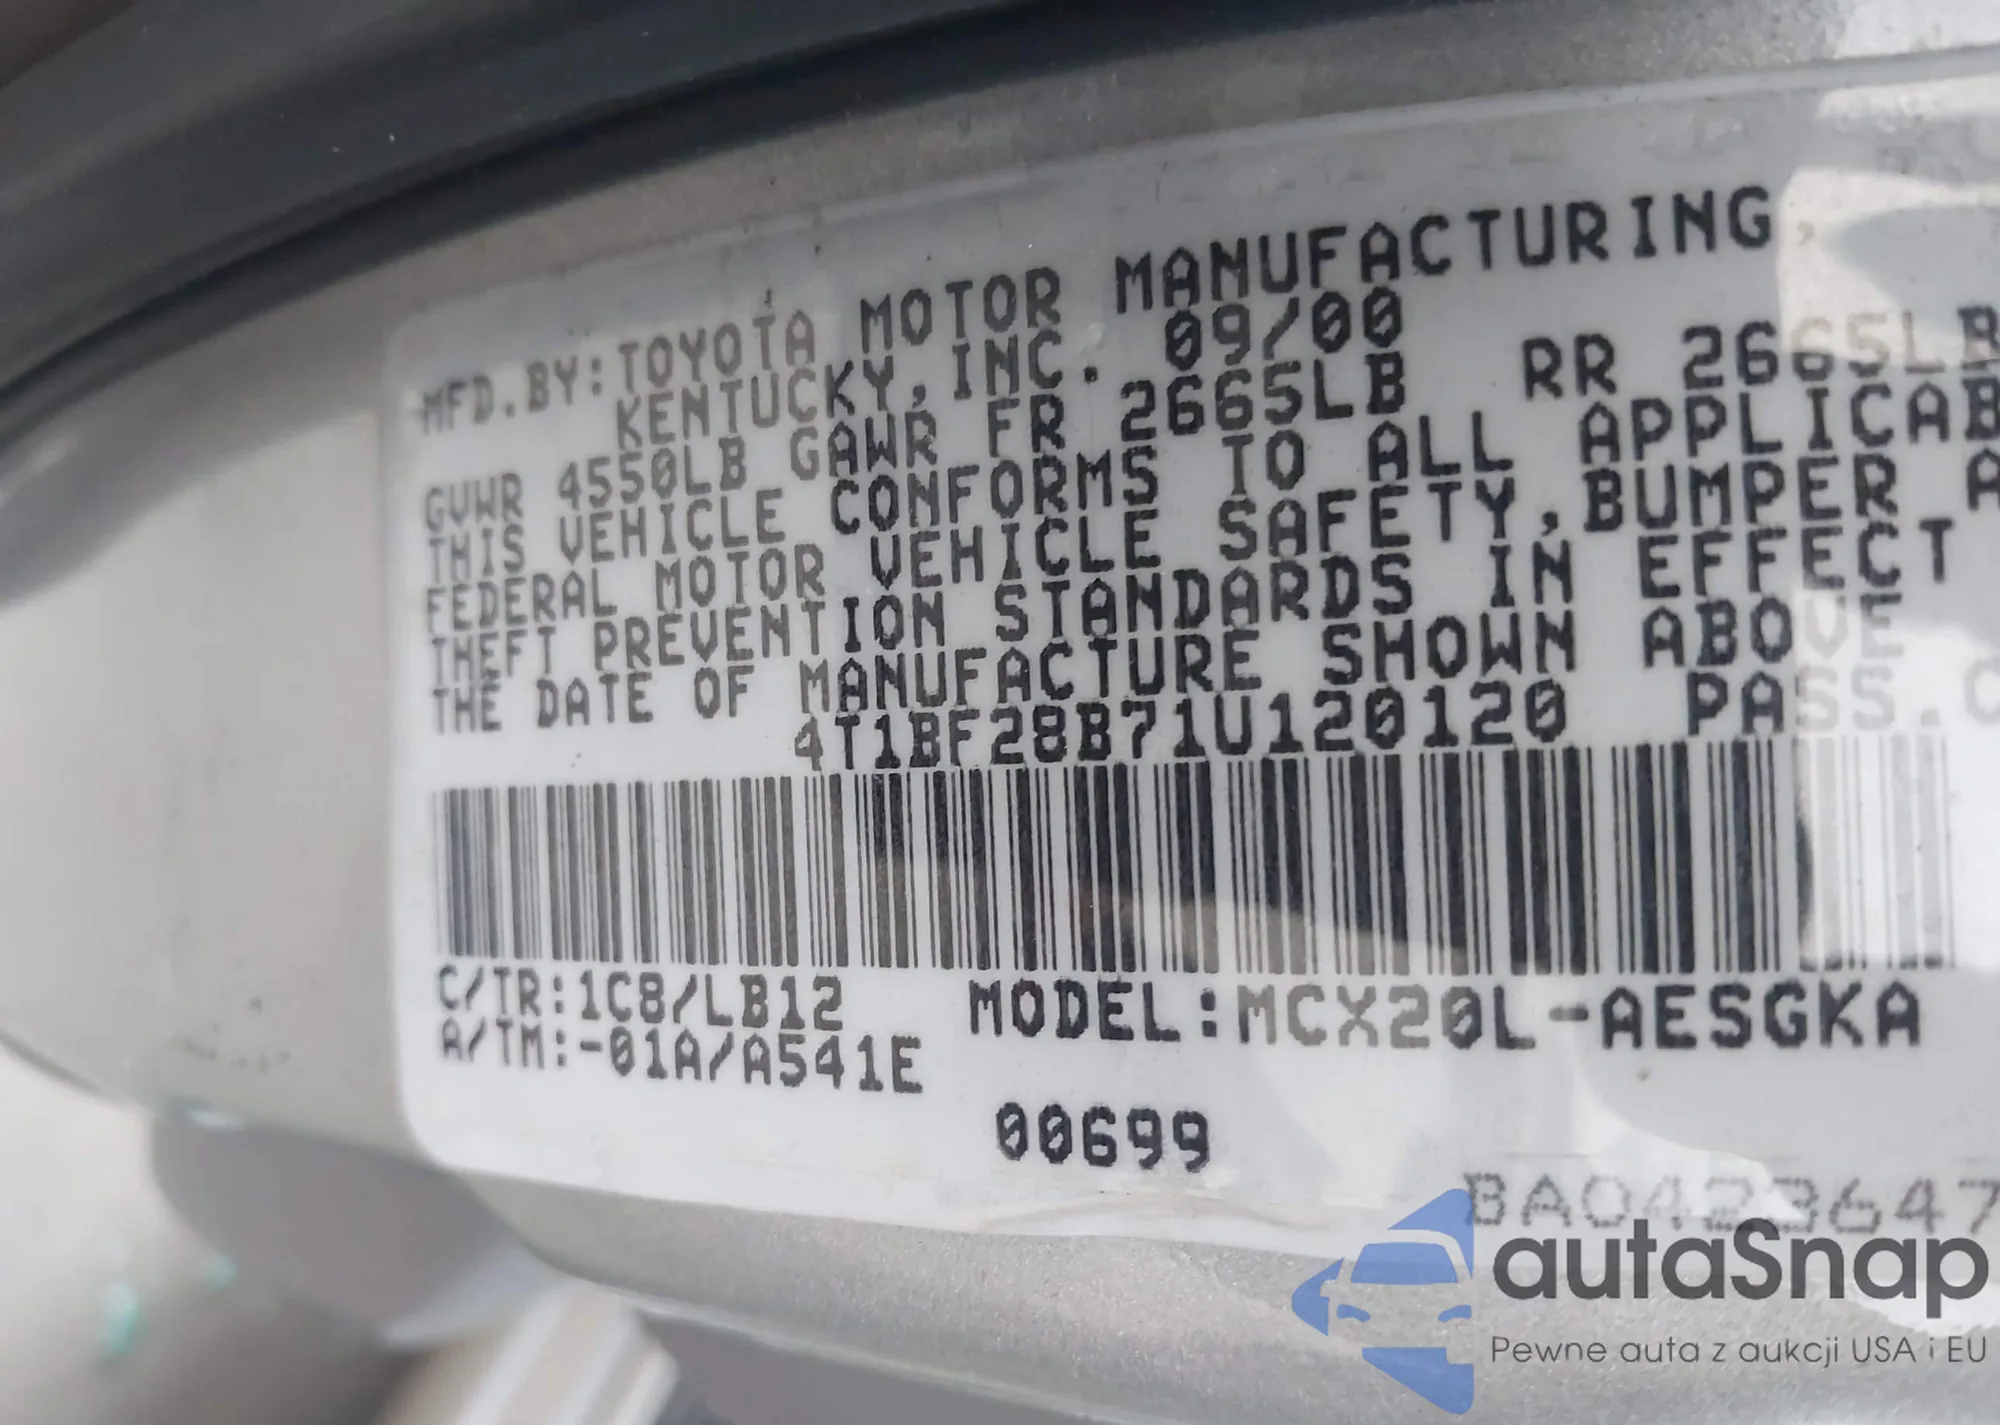 MFD.BY:TOYOTA MOTOR MANUFACTURING,
KENTUCKY,INC. 09/00
GVWR 4550LB GAWR FR 2665LB RR 2665LB
THIS VEHICLE CONFORMS TO ALL APPLICAB
FEDERAL MOTOR VEHICLE SAFETY,BUMPER A
THEFT PREVENTION STANDARDS IN EFFECT
THE DATE OF MANUFACTURE SHOWN ABOVE
4T1BF28B71U120120 PASS.C
C/TR:1C8/LB12 MODEL:MCX20L-AESGKA
A/TM:-01A/A541E
00699
BA0423647
autaSnap
Pewne auta z aukcji USA i EU